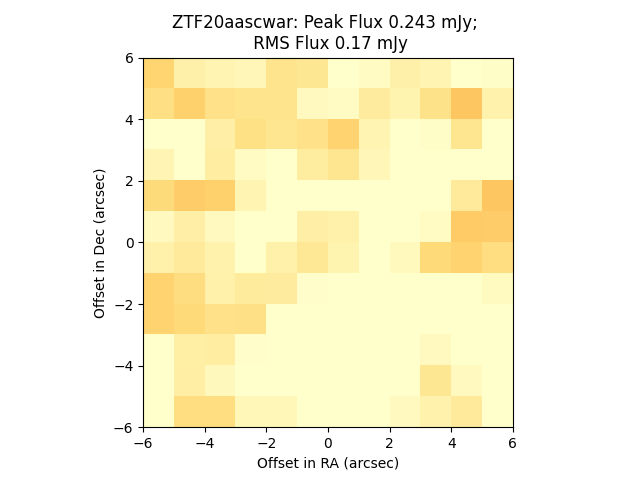 ZTF20aascwar: Peak Flux 0.243 mJy;
RMS Flux 0.17 mJy
6
4
2
0
−2
−4
−6
Offset in Dec (arcsec)
−6 −4 −2 0 2 4 6
Offset in RA (arcsec)